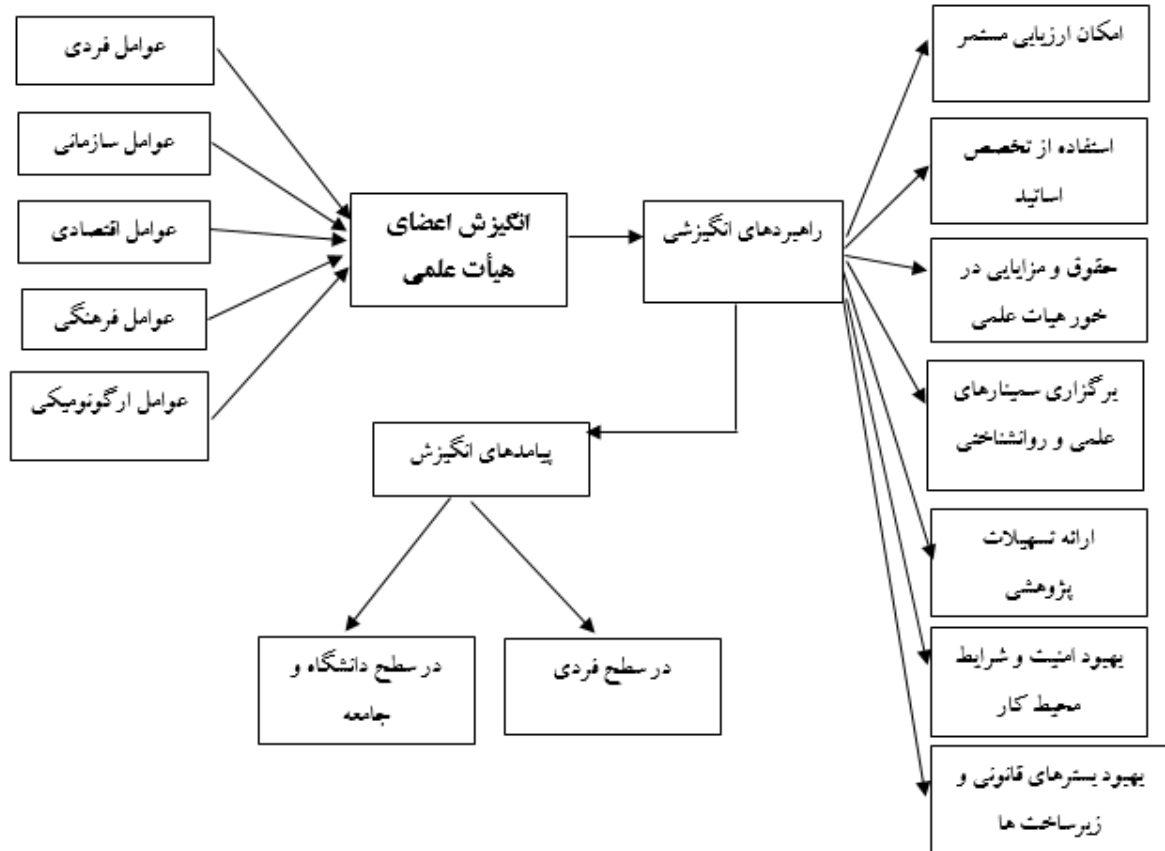 عوامل فردی
عوامل سازمانی
عوامل اقتصادی
عوامل فرهنگی
عوامل ارگونومیکی
انگیزش اعضای
هیأت علمی
راهبردهای انگیزشی
امکان ارزیابی مستمر
استفاده از تخصص
اساتید
حقوق و مزایایی در
خور هیات علمی
برگزاری سمینارهای
علمی و روانشناختی
ارائه تسهیلات
پژوهشی
بهبود امنیت و شرایط
محیط کار
بهبود بسترهای قانونی و
زیرساخت ها
پیامدهای انگیزش
در سطح فردی
در سطح دانشگاه و
جامعه